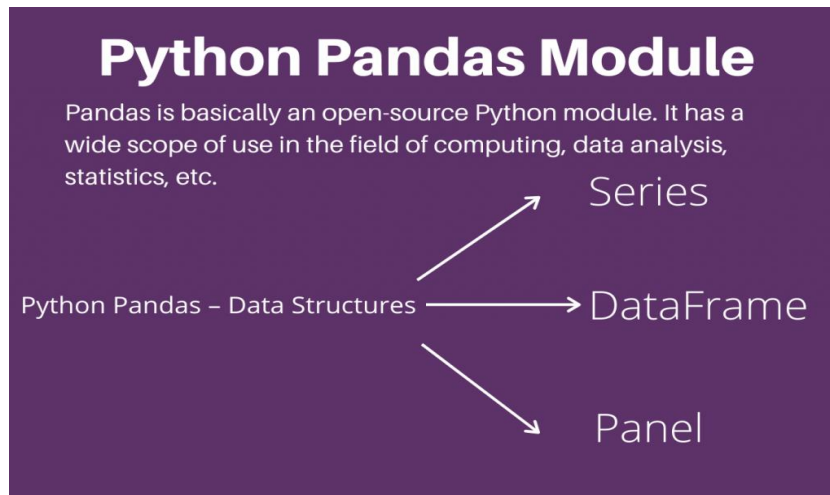 Python Pandas Module
Pandas is basically an open-source Python module. It has a
wide scope of use in the field of computing, data analysis,
statistics, etc.
Series
Python Pandas – Data Structures
DataFrame
Panel